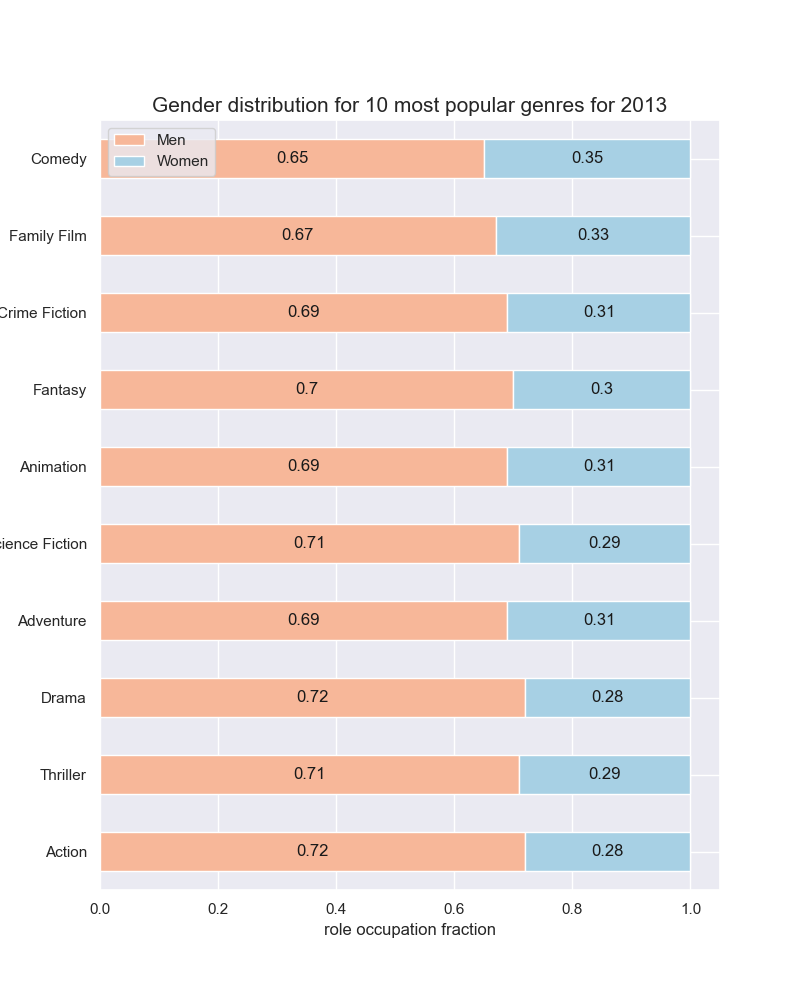 Gender distribution for 10 most popular genres for 2013
Men
Women
Comedy 0.65 0.35
Family Film 0.67 0.33
Crime Fiction 0.69 0.31
Fantasy 0.7 0.3
Animation 0.69 0.31
cience Fiction 0.71 0.29
Adventure 0.69 0.31
Drama 0.72 0.28
Thriller 0.71 0.29
Action 0.72 0.28
0.0 0.2 0.4 0.6 0.8 1.0
role occupation fraction